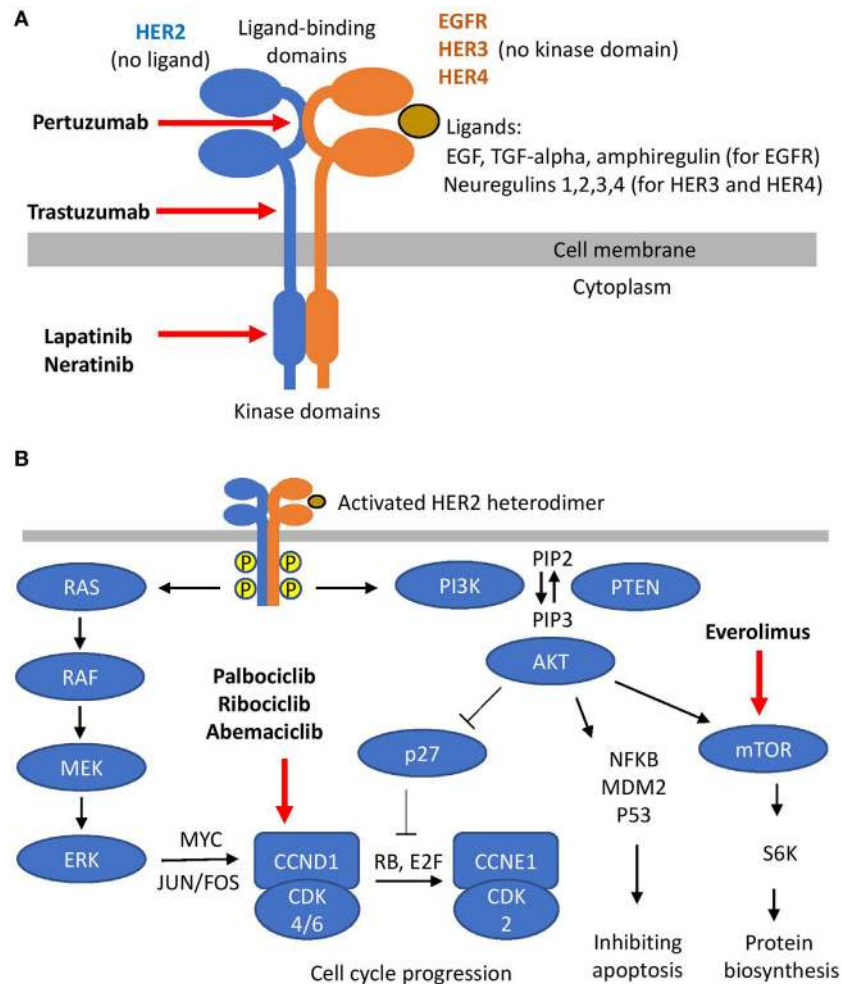 A
HER2
(no ligand)
Ligand-binding
domains
EGFR
HER3 (no kinase domain)
HER4
Pertuzumab
Ligands:
EGF, TGF-alpha, amphiregulin (for EGFR)
Neuregulins 1,2,3,4 (for HER3 and HER4)
Trastuzumab
Cell membrane
Cytoplasm
Lapatinib
Neratinib
Kinase domains
B
Activated HER2 heterodimer
P P
P P
RAS
PI3K
PIP2
PTEN
PIP3
AKT
Everolimus
RAF
Palbociclib
Ribociclib
Abemaciclib
p27
mTOR
MEK
NFKB
MDM2
P53
ERK
MYC
JUN/FOS
CCND1
RB, E2F
CCNE1
S6K
CDK
4/6
CDK
2
Inhibiting
apoptosis
Protein
biosynthesis
Cell cycle progression